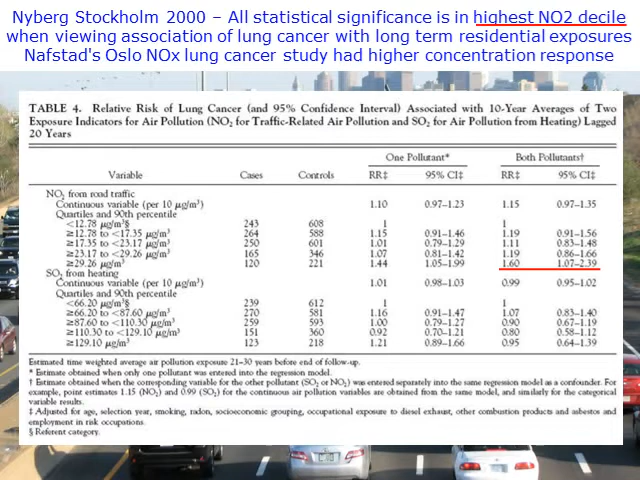 Nyberg Stockholm 2000 – All statistical significance is in highest NO2 decile
when viewing association of lung cancer with long term residential exposures
Nafstad's Oslo NOx lung cancer study had higher concentration response
TABLE 4. Relative Risk of Lung Cancer (and 95% Confidence Interval) Associated with 10-Year Averages of Two
Exposure Indicators for Air Pollution (NO₂ for Traffic-Related Air Pollution and SO₂ for Air Pollution from Heating) Lagged
20 Years
One Pollutant* Both Pollutants†
Variable Cases Controls RR‡ 95% CI‡ RR‡ 95% CI‡
NO₂ from road traffic
Continuous variable (per 10 μg/m³) 1.10 0.97–1.23 1.15 0.97–1.35
Quartiles and 90th percentile
<12.78 μg/m³§ 243 608 1 1
≥12.78 to <17.35 μg/m³ 264 588 1.15 0.91–1.46 1.19 0.91–1.56
≥17.35 to <23.17 μg/m³ 250 601 1.01 0.79–1.29 1.11 0.83–1.48
≥23.17 to <29.26 μg/m³ 165 346 1.07 0.81–1.42 1.19 0.86–1.66
≥29.26 μg/m³ 120 221 1.44 1.05–1.99 1.60 1.07–2.39
SO₂ from heating
Continuous variable (per 10 μg/m³) 1.01 0.98–1.03 0.99 0.95–1.02
Quartiles and 90th percentile
<66.20 μg/m³§ 239 612 1 1
≥66.20 to <87.60 μg/m³ 270 581 1.16 0.91–1.47 1.07 0.83–1.40
≥87.60 to <110.30 μg/m³ 259 593 1.00 0.79–1.27 0.90 0.67–1.19
≥110.30 to <129.10 μg/m³ 151 360 0.92 0.70–1.21 0.80 0.58–1.12
≥129.10 μg/m³ 123 218 1.21 0.89–1.66 0.95 0.64–1.39
Estimated time weighted average air pollution exposure 21–30 years before end of follow-up.
* Estimate obtained when only one pollutant was entered into the regression model.
† Estimate obtained when the corresponding variable for the other pollutant (SO₂ or NO₂) was entered separately into the same regression model as a confounder. For
example, point estimates 1.15 (NO₂) and 0.99 (SO₂) for the continuous air pollution variables are obtained from the same model, and similarly for the categorical
variable results.
‡ Adjusted for age, selection year, smoking, radon, socioeconomic grouping, occupational exposure to diesel exhaust, other combustion products and asbestos and
employment in risk occupations.
§ Referent category.